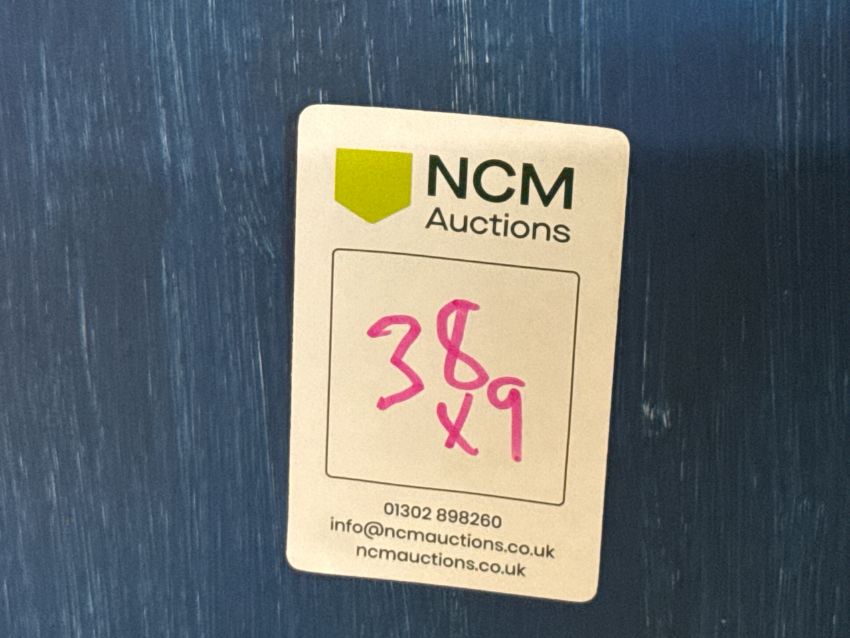 NCM
Auctions
38
x9
01302 898260
info@ncmauctions.co.uk
ncmauctions.co.uk